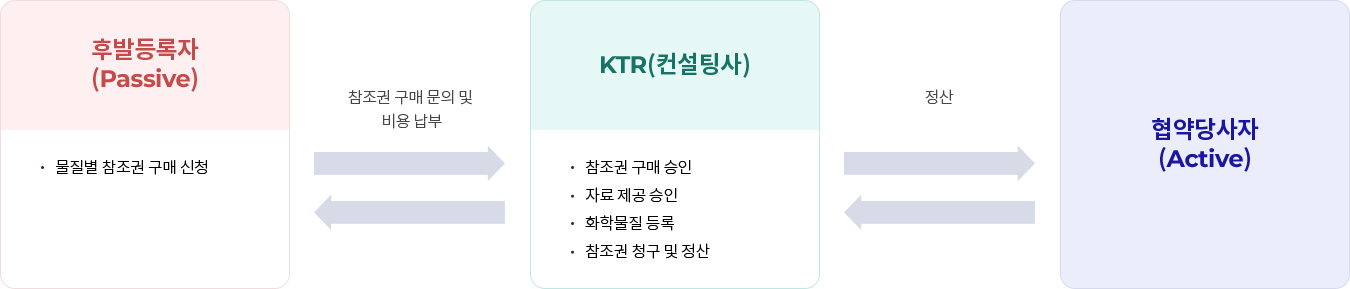 후발등록자
(Passive)
• 물질별 참조권 구매 신청
참조권 구매 문의 및
비용 납부
KTR(컨설팅사)
• 참조권 구매 승인
• 자료 제공 승인
• 화학물질 등록
• 참조권 청구 및 정산
정산
협약당사자
(Active)